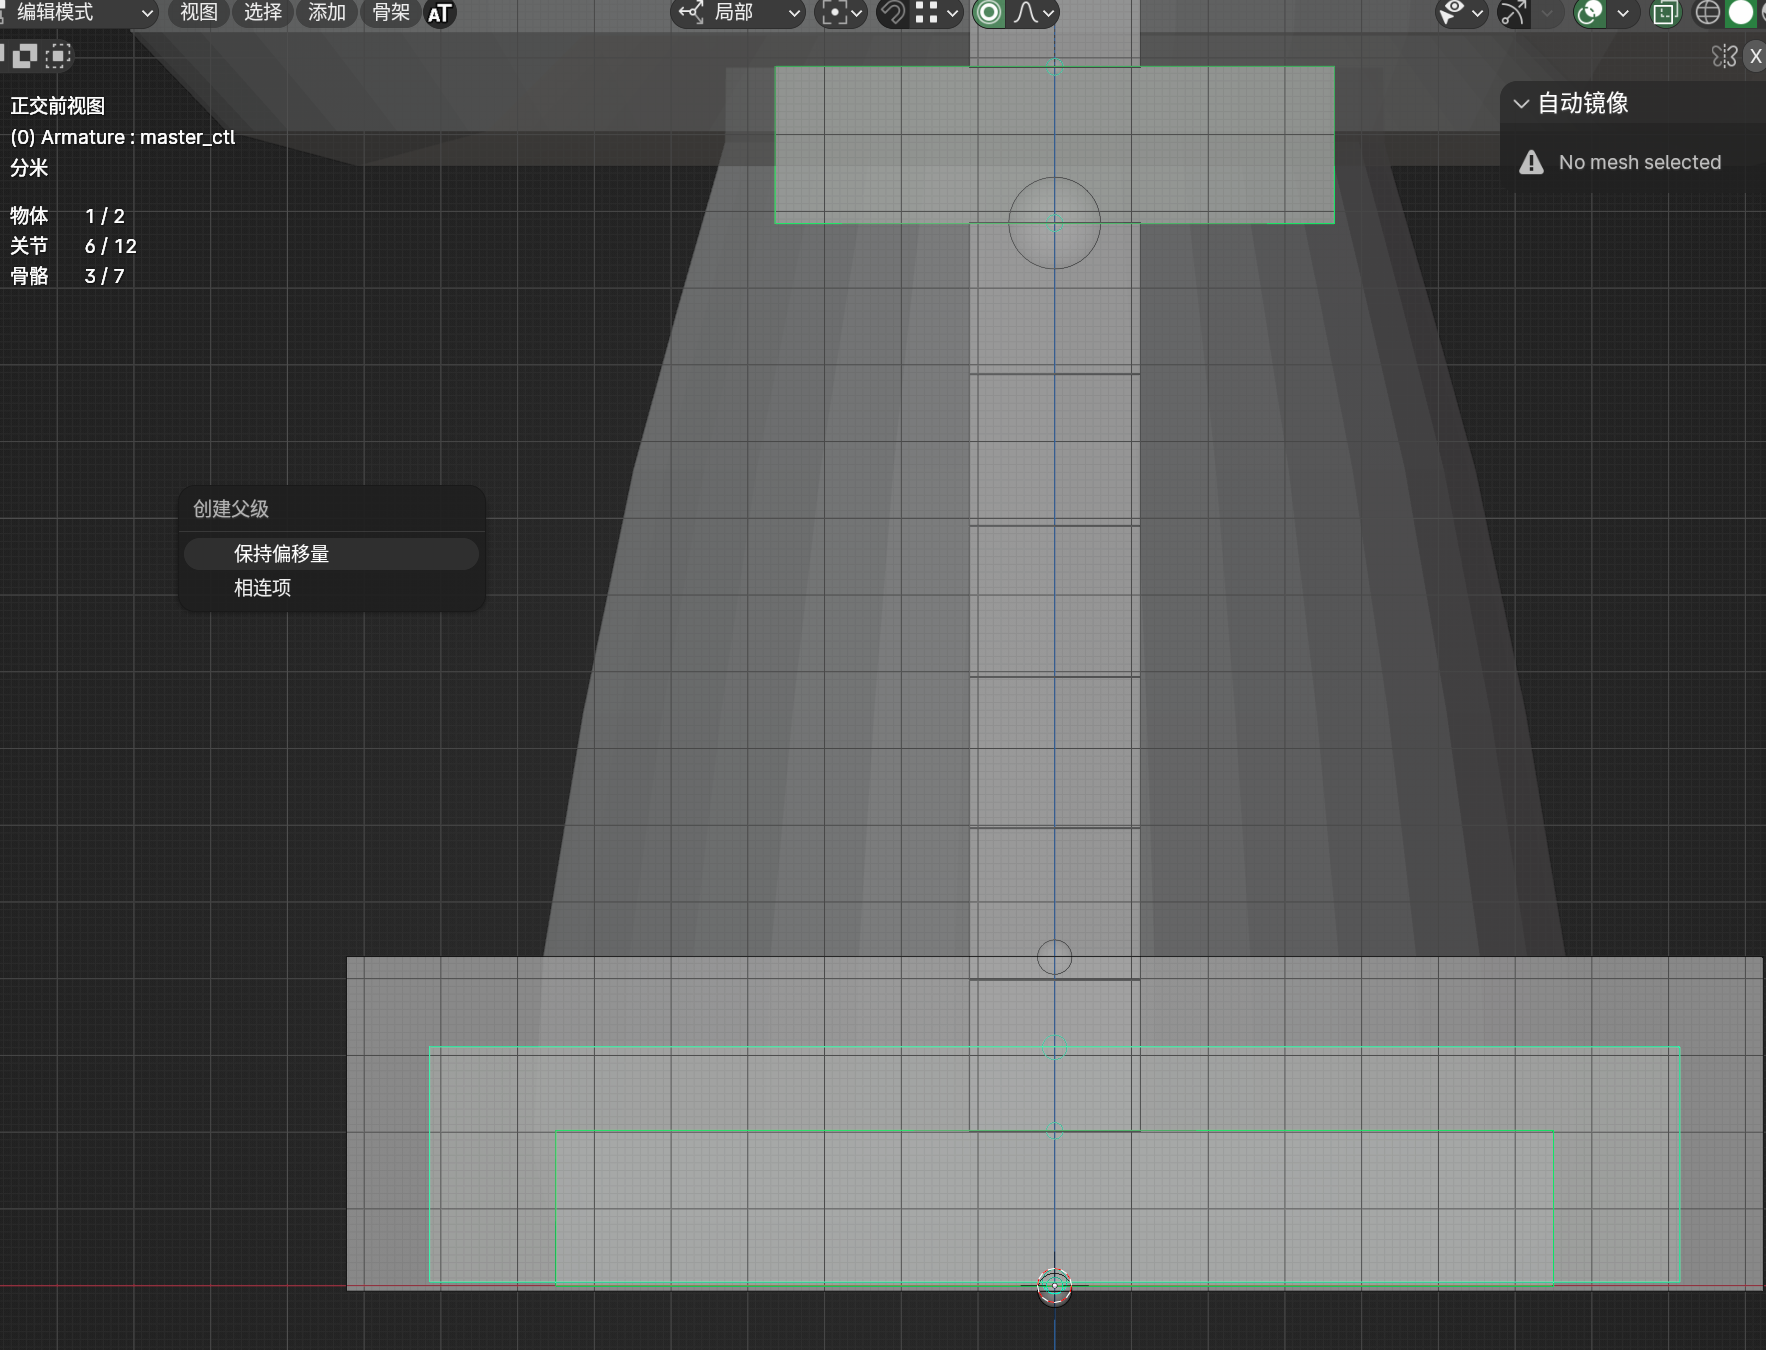 编辑模式 视图 选择 添加 骨架 AT 局部
X
正交前视图
(0) Armature : master_ctl
分米
物体 1 / 2
关节 6 / 12
骨骼 3 / 7
自动镜像
No mesh selected
创建父级
保持偏移量
相连项